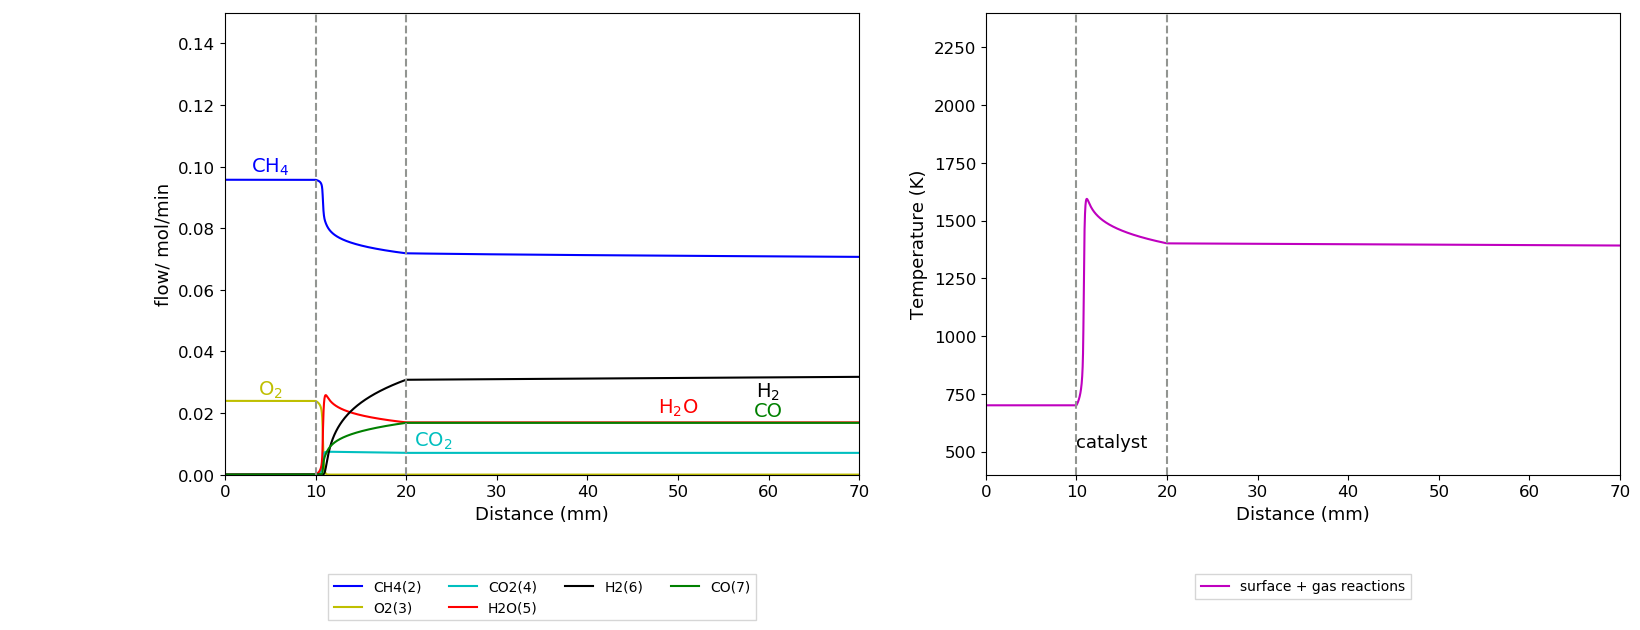 0.14
0.12
0.10
0.08
0.06
0.04
0.02
0.00
flow/ mol/min
CH₄
O₂
H₂
H₂O
CO
CO₂
0 10 20 30 40 50 60 70
Distance (mm)
CH4(2) CO2(4) H2(6) CO(7)
O2(3) H2O(5)
2250
2000
1750
1500
1250
1000
750
500
Temperature (K)
catalyst
0 10 20 30 40 50 60 70
Distance (mm)
surface + gas reactions